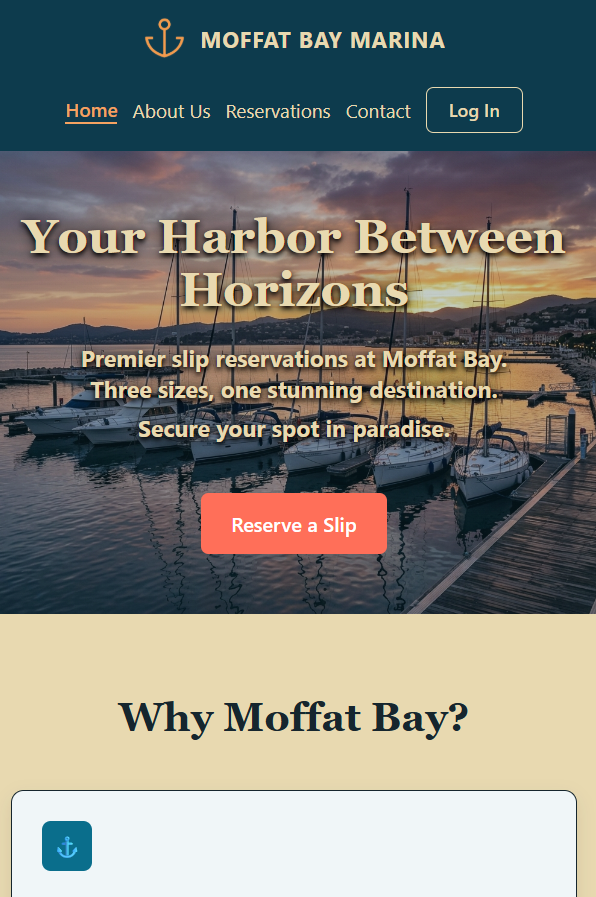 MOFFAT BAY MARINA
Home About Us Reservations Contact Log In
Your Harbor Between
Horizons
Premier slip reservations at Moffat Bay.
Three sizes, one stunning destination.
Secure your spot in paradise.
Reserve a Slip
Why Moffat Bay?